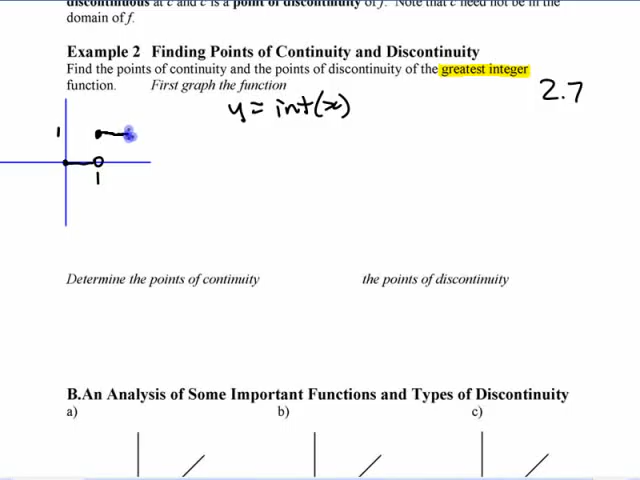 discontinuous at c and c is a point of discontinuity of f. Note that c need not be in the
domain of f.
Example 2 Finding Points of Continuity and Discontinuity
Find the points of continuity and the points of discontinuity of the greatest integer
function. First graph the function
y = int(x)
2.7
1
1
Determine the points of continuity the points of discontinuity
B.An Analysis of Some Important Functions and Types of Discontinuity
a) b) c)